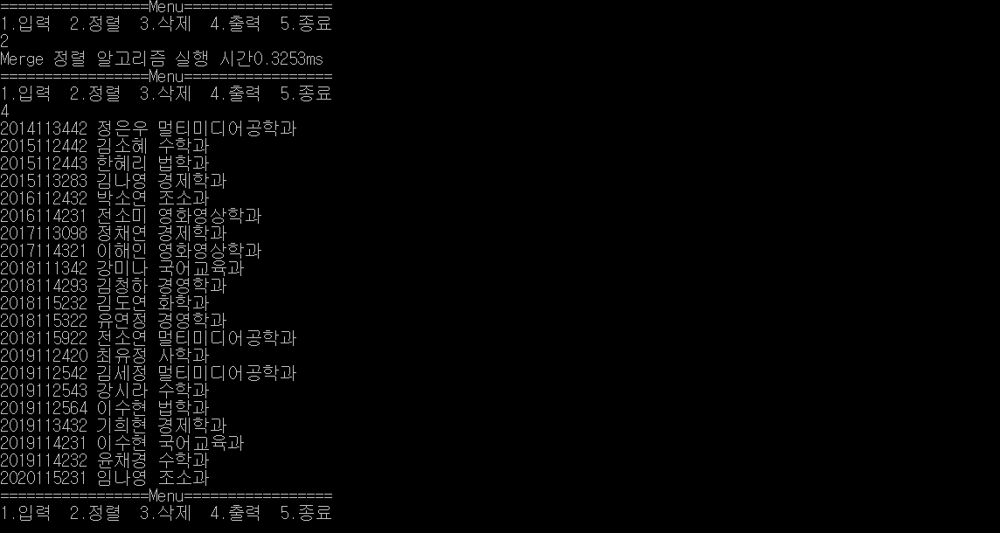 =================Menu=================
1.입력  2.정렬  3.삭제  4.출력  5.종료
2
Merge 정렬 알고리즘 실행 시간0.3253ms
=================Menu=================
1.입력  2.정렬  3.삭제  4.출력  5.종료
4
2014113442 정은우 멀티미디어공학과
2015112442 김소혜 수학과
2015112443 한혜리 법학과
2015113283 김나영 경제학과
2016112432 박소연 조소과
2016114231 전소미 영화영상학과
2017113098 정채연 경제학과
2017114321 이해인 영화영상학과
2018111342 강미나 국어교육과
2018114293 김청하 경영학과
2018115232 김도연 화학과
2018115322 유연정 경영학과
2018115922 전소연 멀티미디어공학과
2019112420 최유정 사학과
2019112542 김세정 멀티미디어공학과
2019112543 강시라 수학과
2019112564 이수현 법학과
2019113432 기희현 경제학과
2019114231 이수현 국어교육과
2019114232 윤채경 수학과
2020115231 임나영 조소과
=================Menu=================
1.입력  2.정렬  3.삭제  4.출력  5.종료